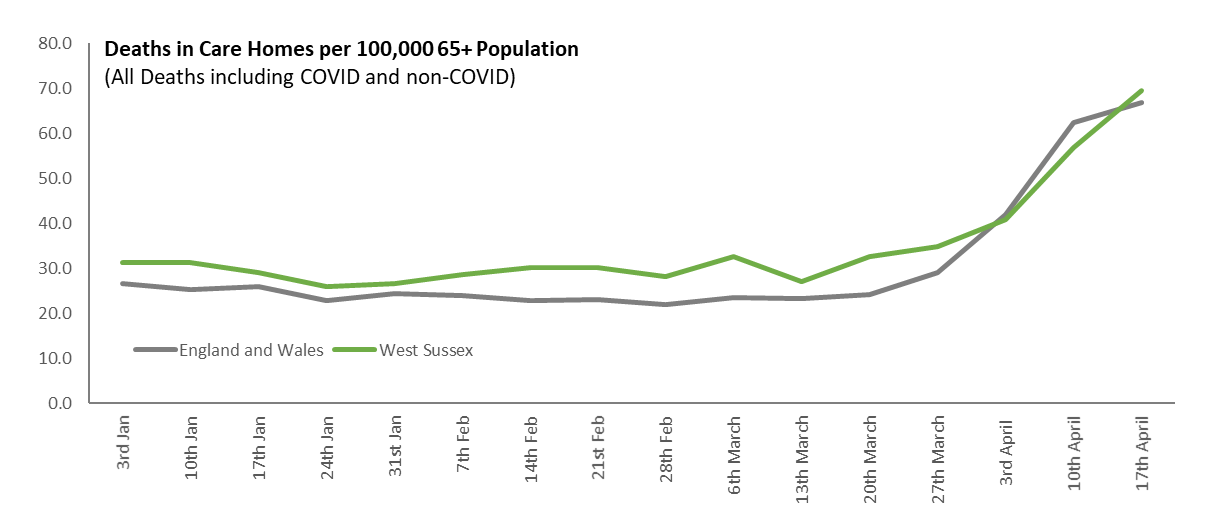 Deaths in Care Homes per 100,000 65+ Population
(All Deaths including COVID and non-COVID)
80.0
70.0
60.0
50.0
40.0
30.0
20.0
10.0
0.0
England and Wales
West Sussex
3rd Jan
10th Jan
17th Jan
24th Jan
31st Jan
7th Feb
14th Feb
21st Feb
28th Feb
6th March
13th March
20th March
27th March
3rd April
10th April
17th April